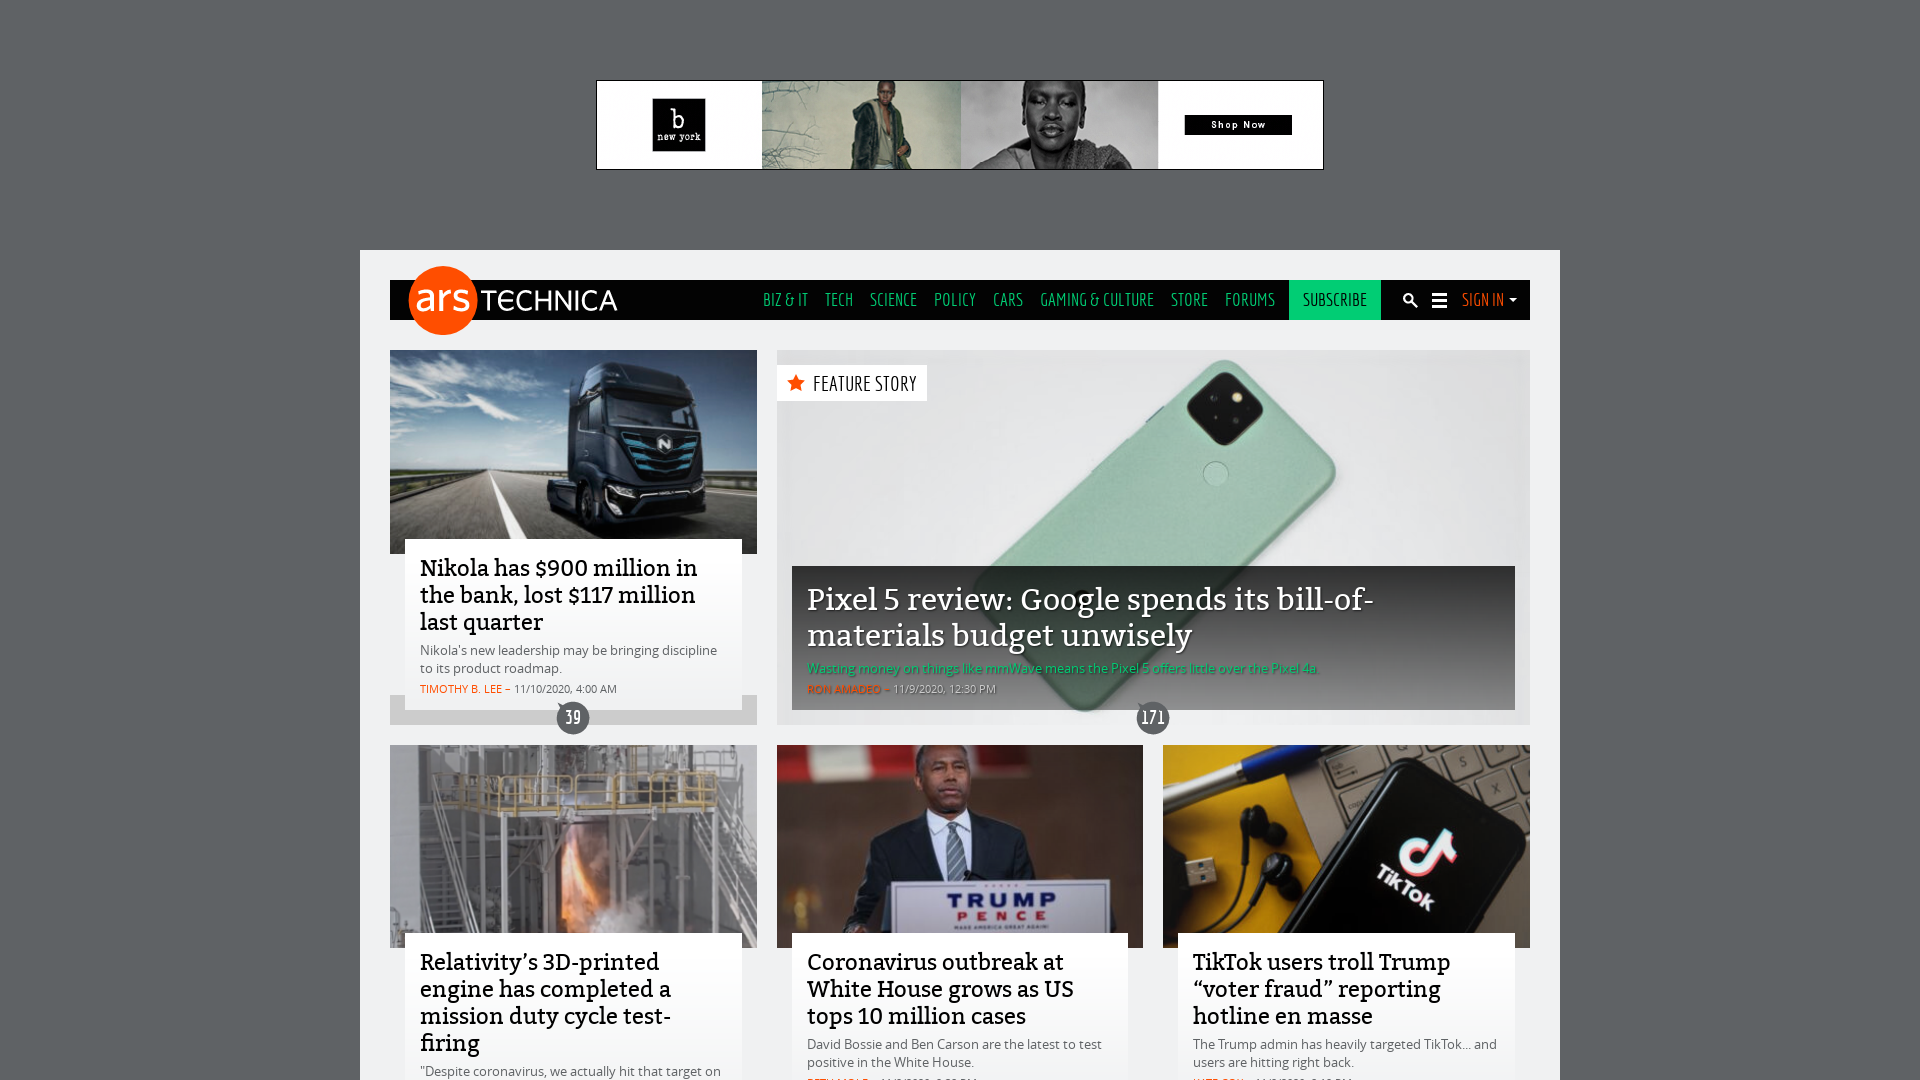 b
new york
Shop Now
ars TECHNICA
BIZ & IT TECH SCIENCE POLICY CARS GAMING & CULTURE STORE FORUMS SUBSCRIBE SIGN IN
FEATURE STORY
Nikola has $900 million in
the bank, lost $117 million
last quarter
Nikola's new leadership may be bringing discipline
to its product roadmap.
TIMOTHY B. LEE – 11/10/2020, 4:00 AM
39
Pixel 5 review: Google spends its bill-of-
materials budget unwisely
Wasting money on things like mmWave means the Pixel 5 offers little over the Pixel 4a.
RON AMADEO – 11/9/2020, 12:30 PM
171
Relativity’s 3D-printed
engine has completed a
mission duty cycle test-
firing
"Despite coronavirus, we actually hit that target on
TRUMP
PENCE
MAKE AMERICA GREAT AGAIN!
Coronavirus outbreak at
White House grows as US
tops 10 million cases
David Bossie and Ben Carson are the latest to test
positive in the White House.
TikTok
TikTok users troll Trump
“voter fraud” reporting
hotline en masse
The Trump admin has heavily targeted TikTok... and
users are hitting right back.